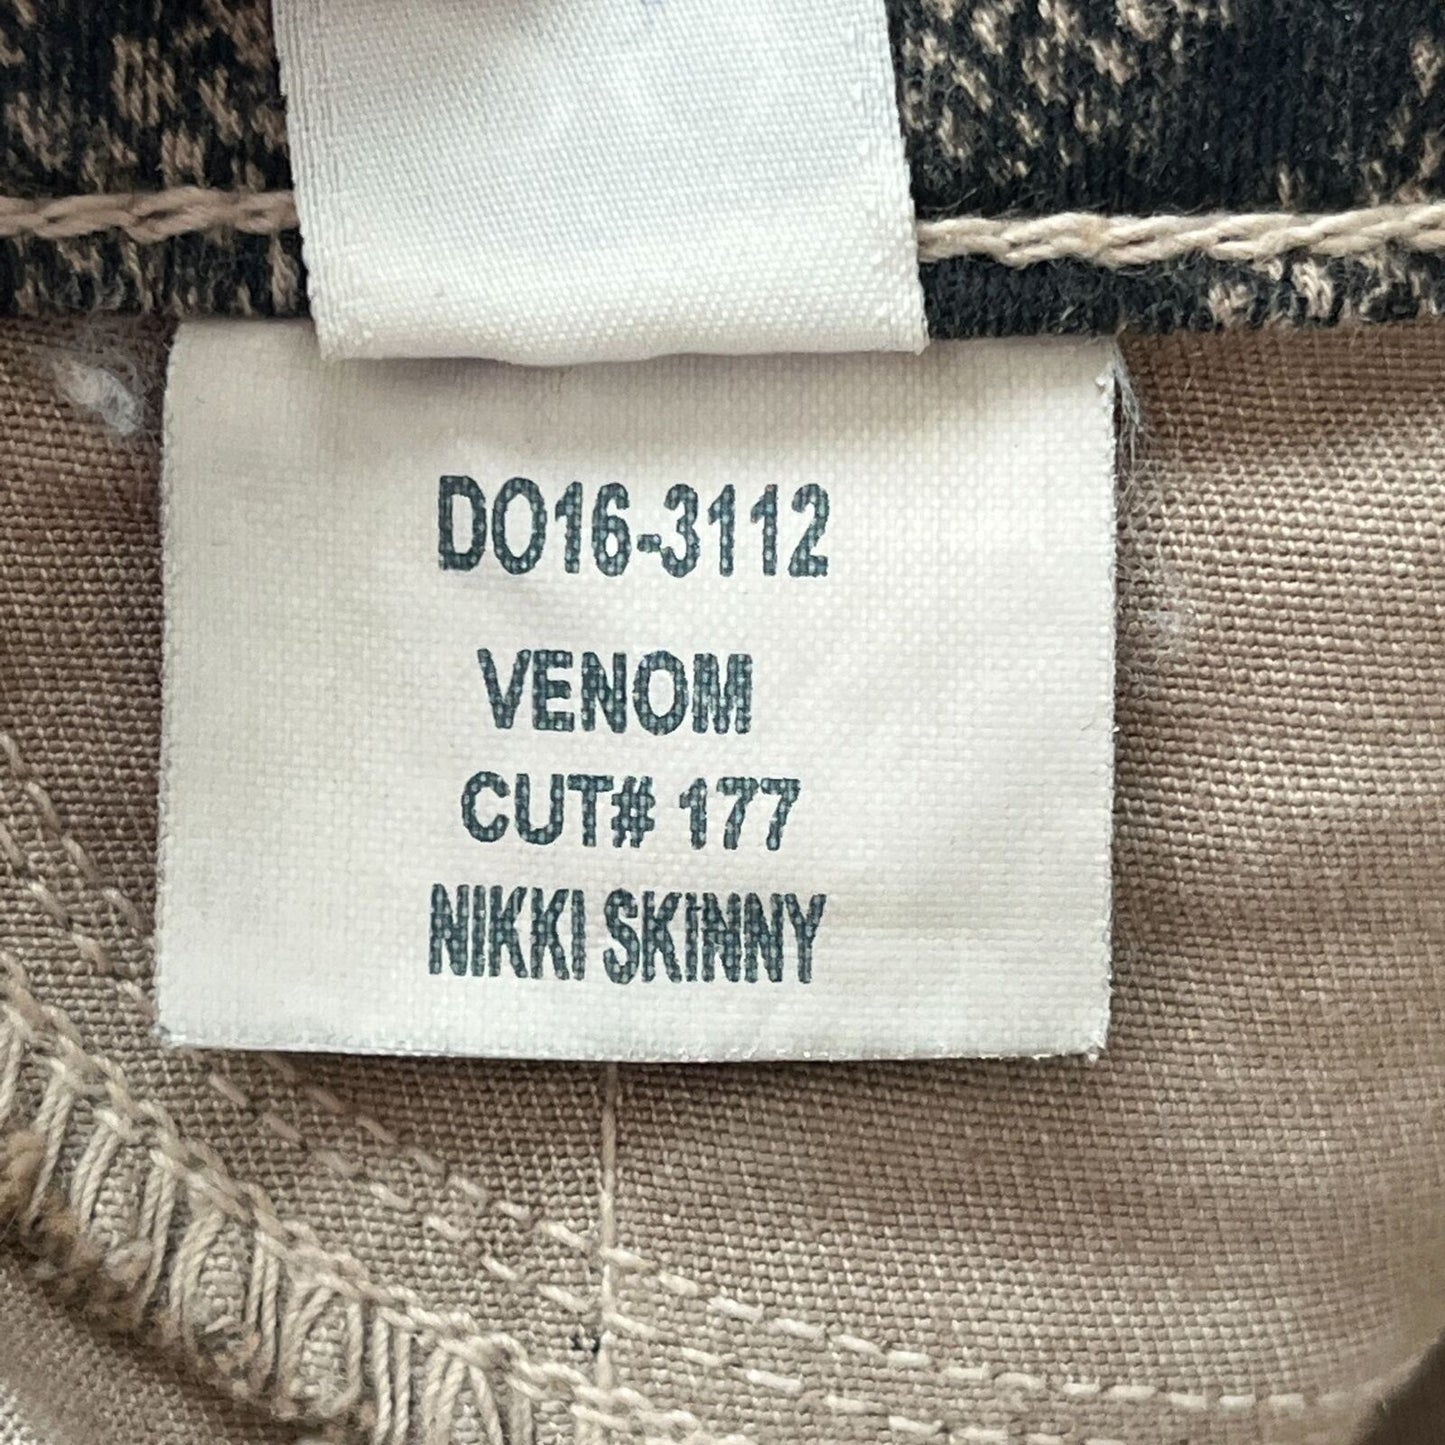 DO16-3112
VENOM
CUT# 177
NIKKI SKINNY